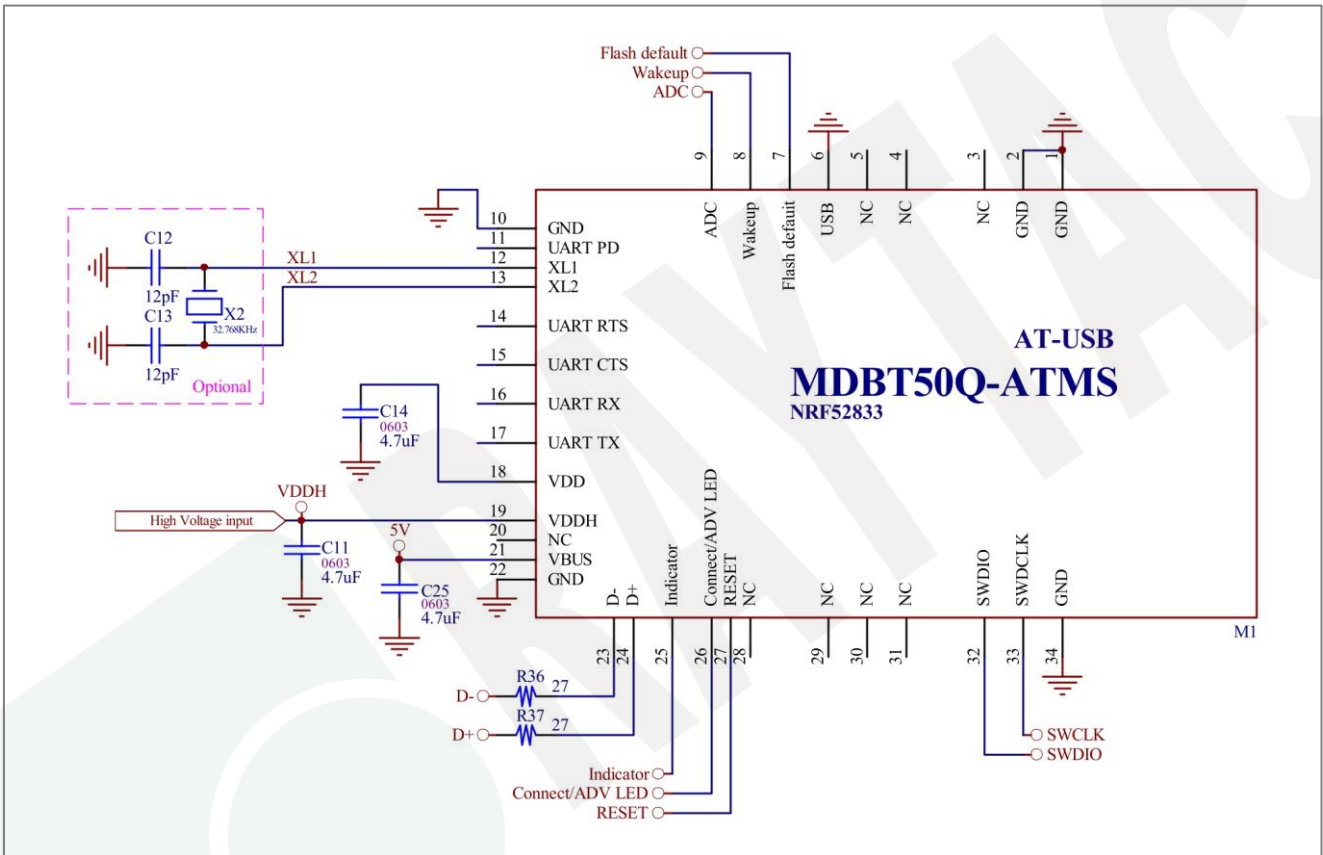 Flash default
Wakeup
ADC
9
8
7
6
5
4
3
2
1
ADC
Wakeup
Flash default
USB
NC
NC
NC
GND
GND
10 GND
11 UART PD
XL1 12 XL1
XL2 13 XL2
14 UART RTS
15 UART CTS
16 UART RX
17 UART TX
18 VDD
19 VDDH
20 NC
21 VBUS
22 GND
C12
12pF
C13
12pF
X2
32.768KHz
Optional
C14
0603
4.7uF
VDDH
High Voltage input
C11
0603
4.7uF
5V
C25
0603
4.7uF
AT-USB
MDBT50Q-ATMS
NRF52833
D-
D+
Indicator
Connect/ADV LED
RESET
NC
NC
NC
NC
SWDIO
SWDCLK
GND
M1
23
24
25
26
27
28
29
30
31
32
33
34
R36
D- 27
R37
D+ 27
SWCLK
SWDIO
Indicator
Connect/ADV LED
RESET
RAYTAC